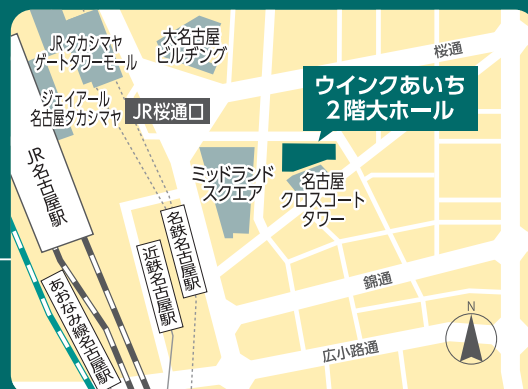 JRタカシマヤ
ゲートタワーモール
大名古屋
ビルヂング
桜通
ジェイアール
名古屋タカシマヤ
JR桜通口
ウインクあいち
2階大ホール
JR名古屋駅
ミッドランド
スクエア
名古屋
クロスコート
タワー
名鉄名古屋駅
近鉄名古屋駅
あおなみ線名古屋駅
錦通
広小路通
N